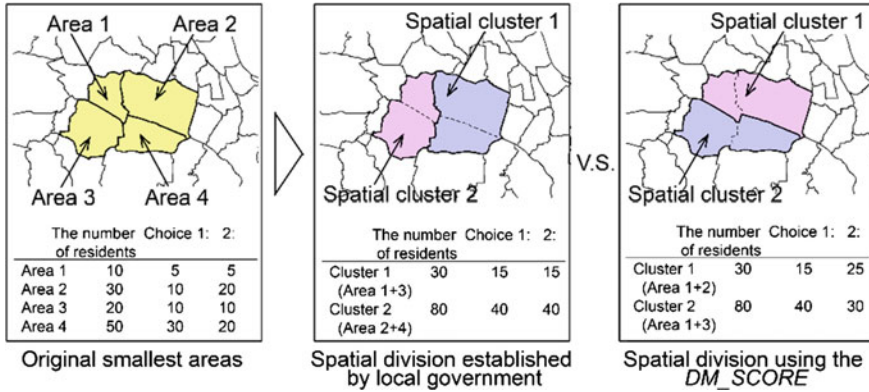 Area 1
Area 2
Area 3
Area 4
The number Choice 1: 2:
of residents
Area 1 10 5 5
Area 2 30 10 20
Area 3 20 10 10
Area 4 50 30 20
Original smallest areas
Spatial cluster 1
Spatial cluster 2
The number Choice 1: 2:
of residents
Cluster 1 30 15 15
(Area 1+3)
Cluster 2 80 40 40
(Area 2+4)
Spatial division established
by local government
V.S.
Spatial cluster 1
Spatial cluster 2
The number Choice 1: 2:
of residents
Cluster 1 30 15 25
(Area 1+2)
Cluster 2 80 40 30
(Area 1+3)
Spatial division using the
DM_SCORE